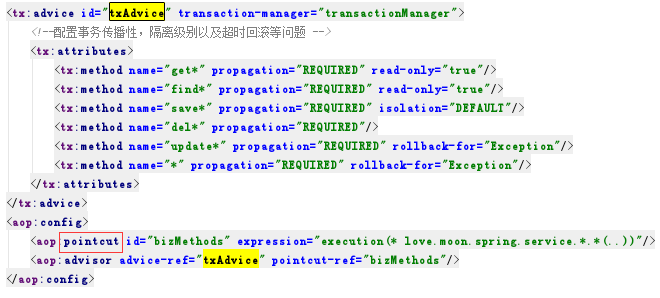 <tx:advice id="txAdvice" transaction-manager="transactionManager">
<!--配置事务传播性，隔离级别以及超时回滚等问题 -->
<tx:attributes>
<tx:method name="get*" propagation="REQUIRED" read-only="true"/>
<tx:method name="find*" propagation="REQUIRED" read-only="true"/>
<tx:method name="save*" propagation="REQUIRED" isolation="DEFAULT"/>
<tx:method name="del*" propagation="REQUIRED"/>
<tx:method name="update*" propagation="REQUIRED" rollback-for="Exception"/>
<tx:method name="*" propagation="REQUIRED" rollback-for="Exception"/>
</tx:attributes>
</tx:advice>
<aop:config>
<aop:pointcut id="bizMethods" expression="execution(* love.moon.spring.service.*.*(..))"/>
<aop:advisor advice-ref="txAdvice" pointcut-ref="bizMethods"/>
</aop:config>